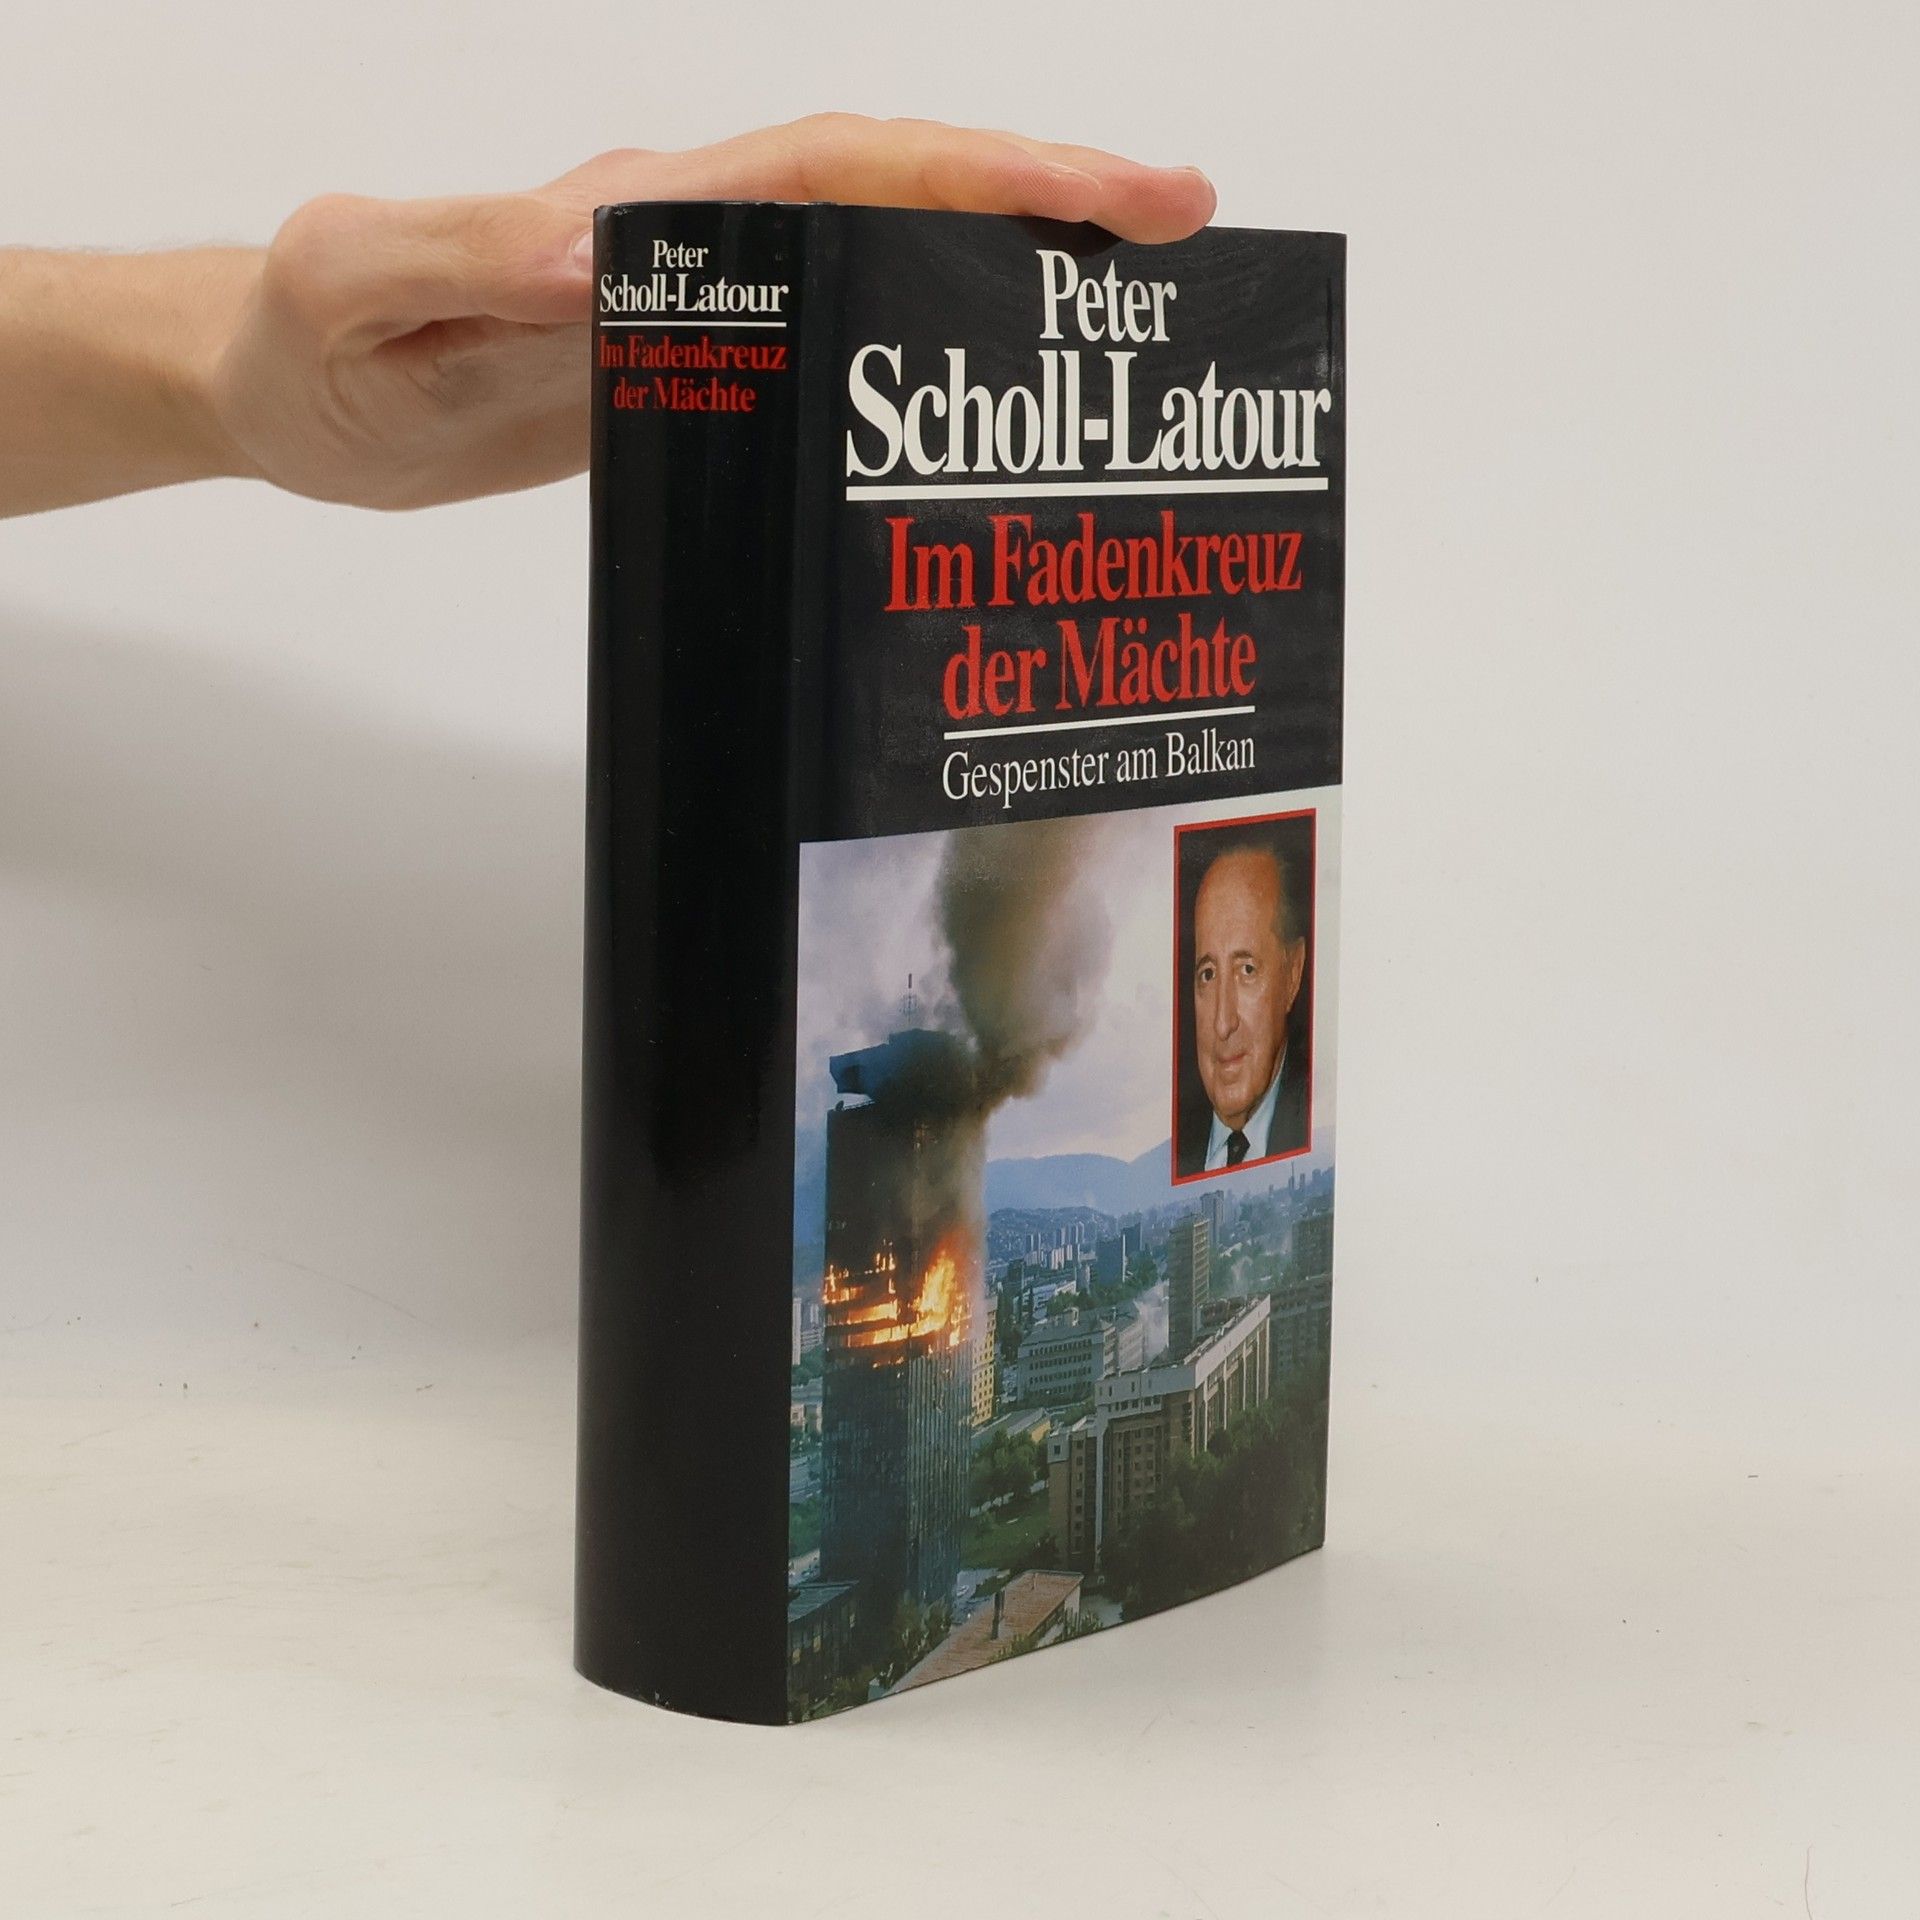 Peter
Scholl-Latour
Im Fadenkreuz
der Mächte
Peter
Scholl-Latour
Im Fadenkreuz
der Mächte
Gespenster am Balkan